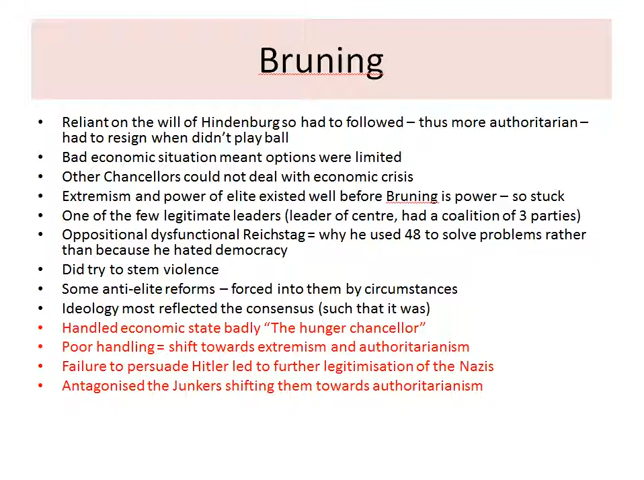 Bruning
• Reliant on the will of Hindenburg so had to followed – thus more authoritarian –
had to resign when didn't play ball
• Bad economic situation meant options were limited
• Other Chancellors could not deal with economic crisis
• Extremism and power of elite existed well before Bruning is power – so stuck
• One of the few legitimate leaders (leader of centre, had a coalition of 3 parties)
• Oppositional dysfunctional Reichstag = why he used 48 to solve problems rather
than because he hated democracy
• Did try to stem violence
• Some anti-elite reforms – forced into them by circumstances
• Ideology most reflected the consensus (such that it was)
• Handled economic state badly “The hunger chancellor”
• Poor handling = shift towards extremism and authoritarianism
• Failure to persuade Hitler led to further legitimisation of the Nazis
• Antagonised the Junkers shifting them towards authoritarianism